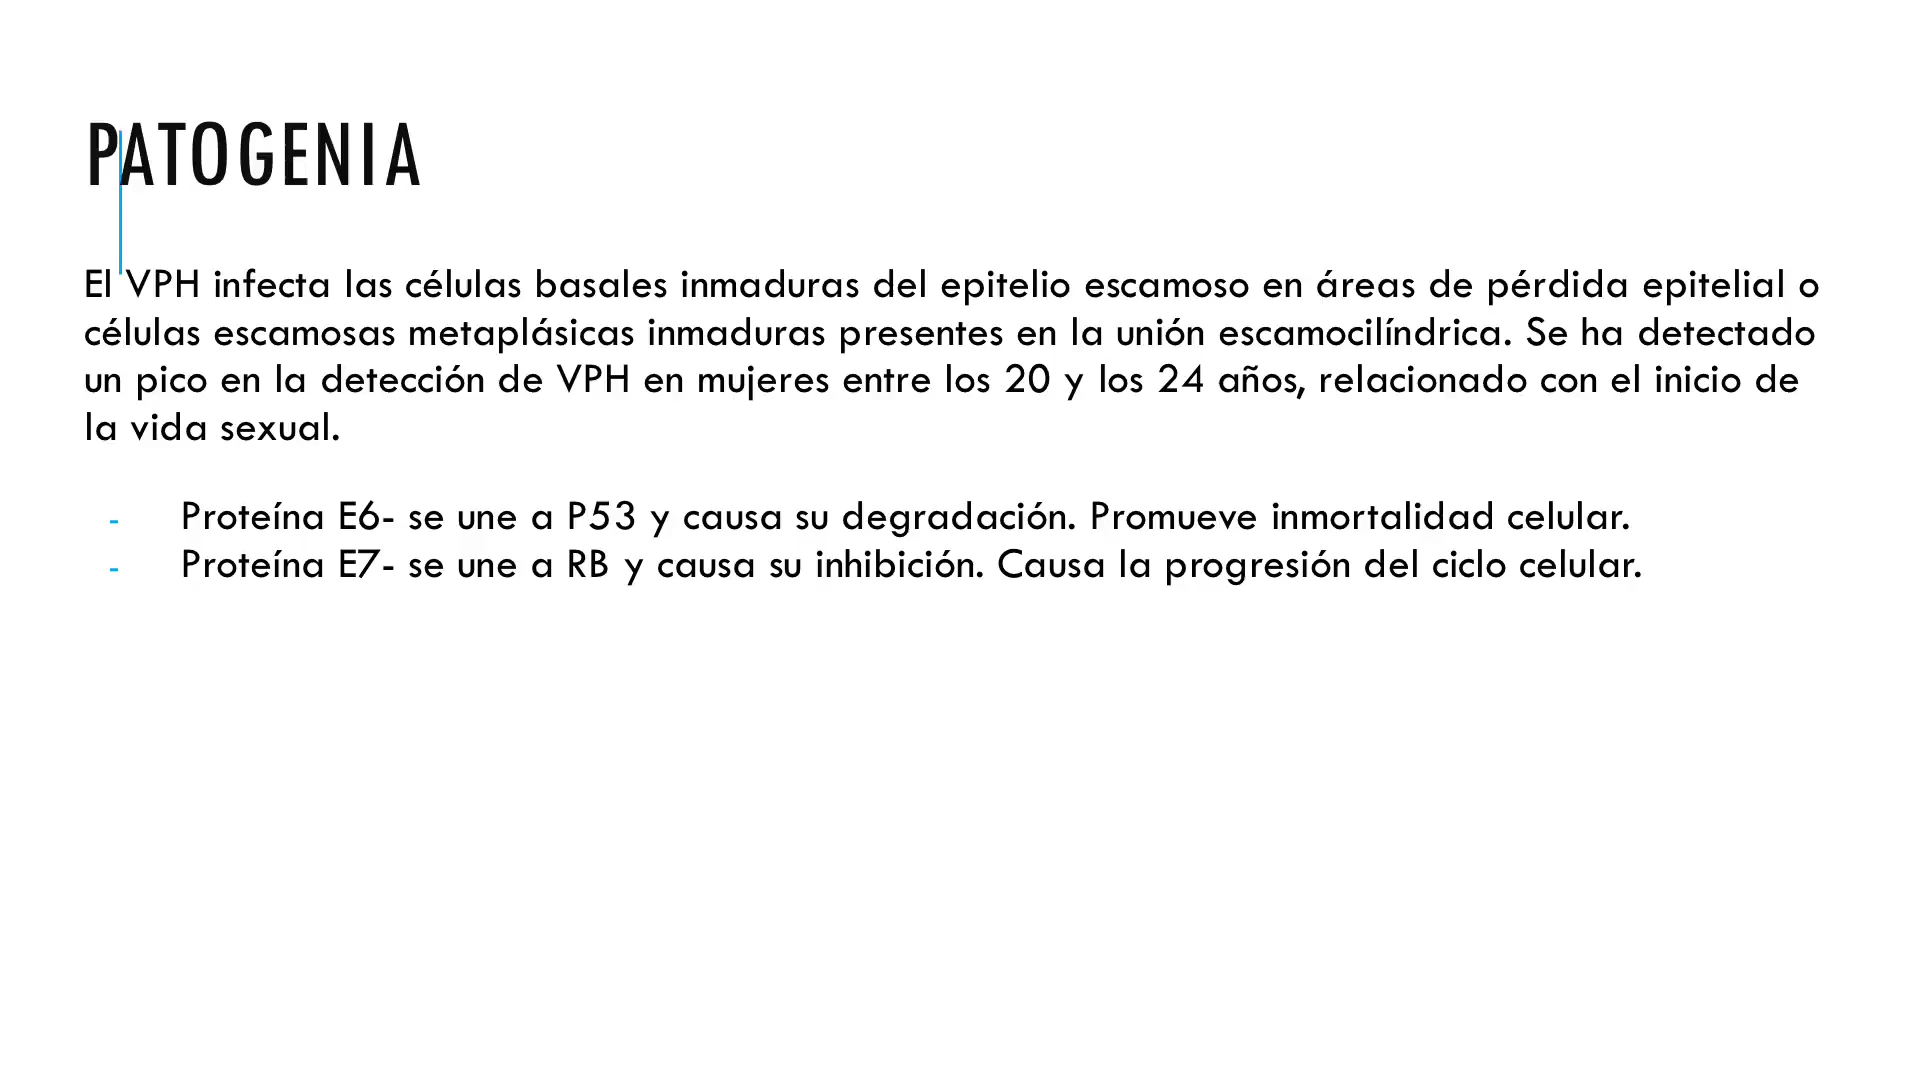 PATOGENIA
El VPH infecta las células basales inmaduras del epitelio escamoso en áreas de pérdida epitelial o
células escamosas metaplásicas inmaduras presentes en la unión escamocilíndrica. Se ha detectado
un pico en la detección de VPH en mujeres entre los 20 y los 24 años, relacionado con el inicio de
la vida sexual.
- Proteína E6- se une a P53 y causa su degradación. Promueve inmortalidad celular.
- Proteína E7- se une a RB y causa su inhibición. Causa la progresión del ciclo celular.